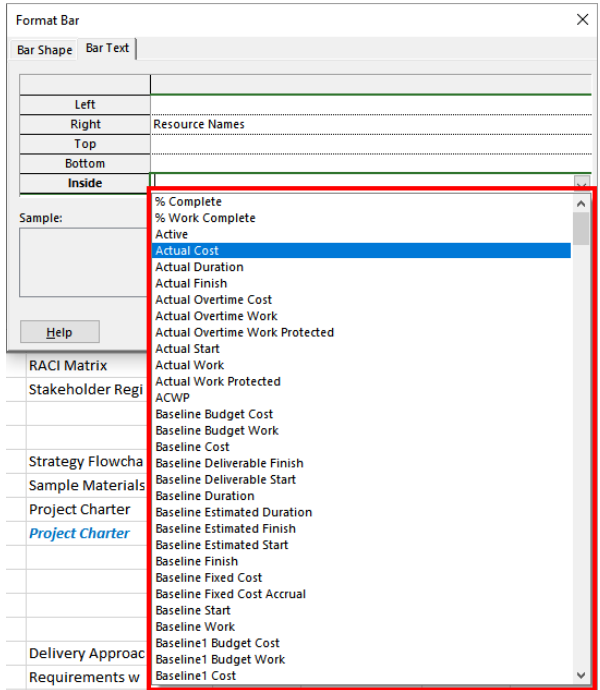 Format Bar
Bar Shape Bar Text
Left
Right Resource Names
Top
Bottom
Inside
Sample:
Help
% Complete
% Work Complete
Active
Actual Cost
Actual Duration
Actual Finish
Actual Overtime Cost
Actual Overtime Work
Actual Overtime Work Protected
Actual Start
Actual Work
Actual Work Protected
ACWP
Baseline Budget Cost
Baseline Budget Work
Baseline Cost
Baseline Deliverable Finish
Baseline Deliverable Start
Baseline Duration
Baseline Estimated Duration
Baseline Estimated Finish
Baseline Estimated Start
Baseline Finish
Baseline Fixed Cost
Baseline Fixed Cost Accrual
Baseline Start
Baseline Work
Baseline1 Budget Cost
Baseline1 Budget Work
Baseline1 Cost
RACI Matrix
Stakeholder Regi
Strategy Flowcha
Sample Materials
Project Charter
Project Charter
Delivery Approac
Requirements w